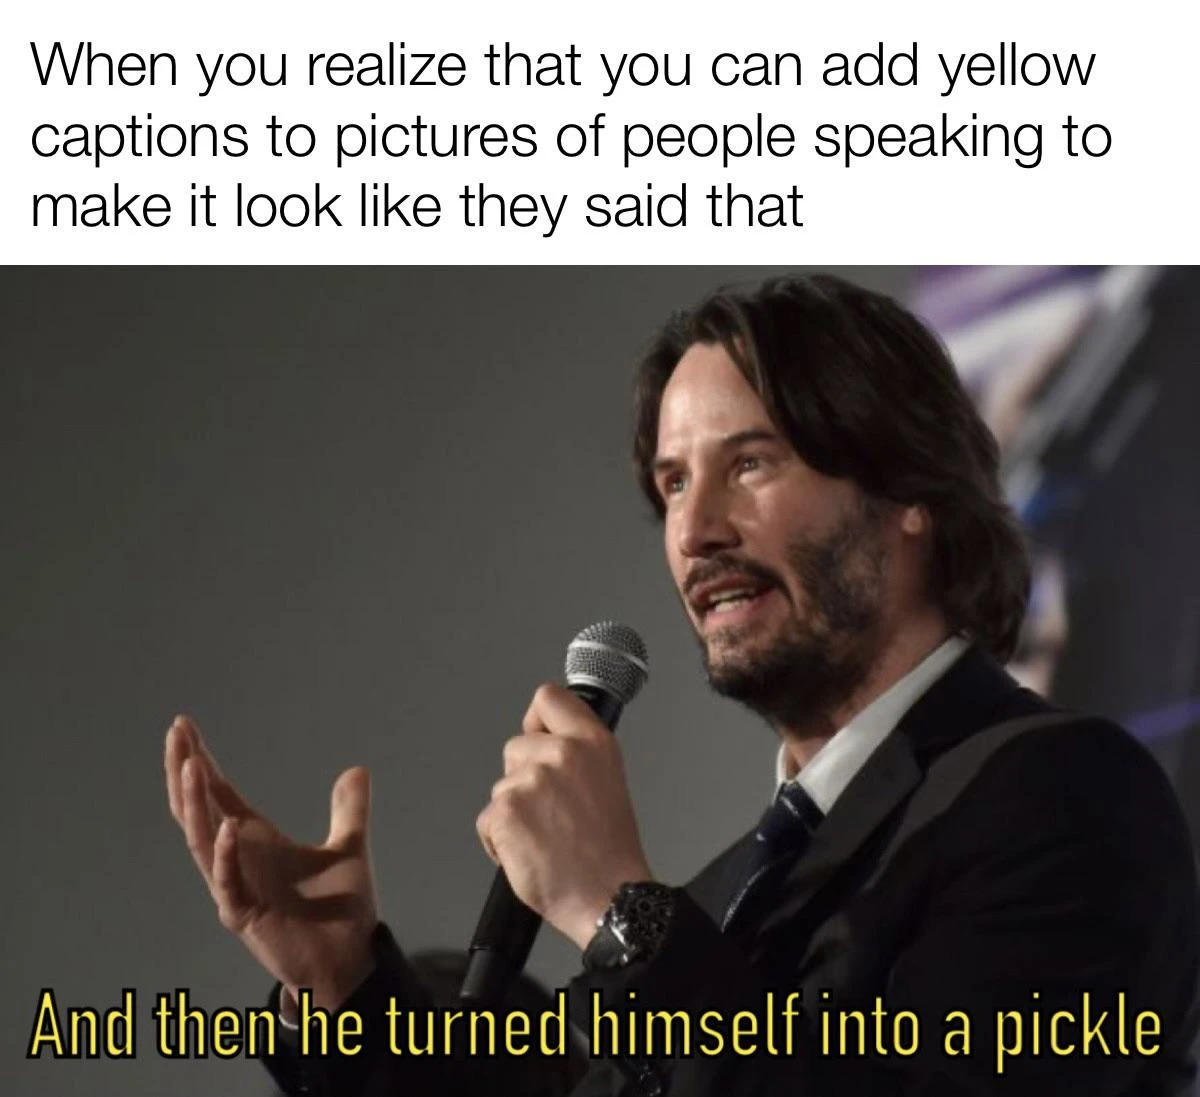 When you realize that you can add yellow
captions to pictures of people speaking to
make it look like they said that
And then he turned himself into a pickle